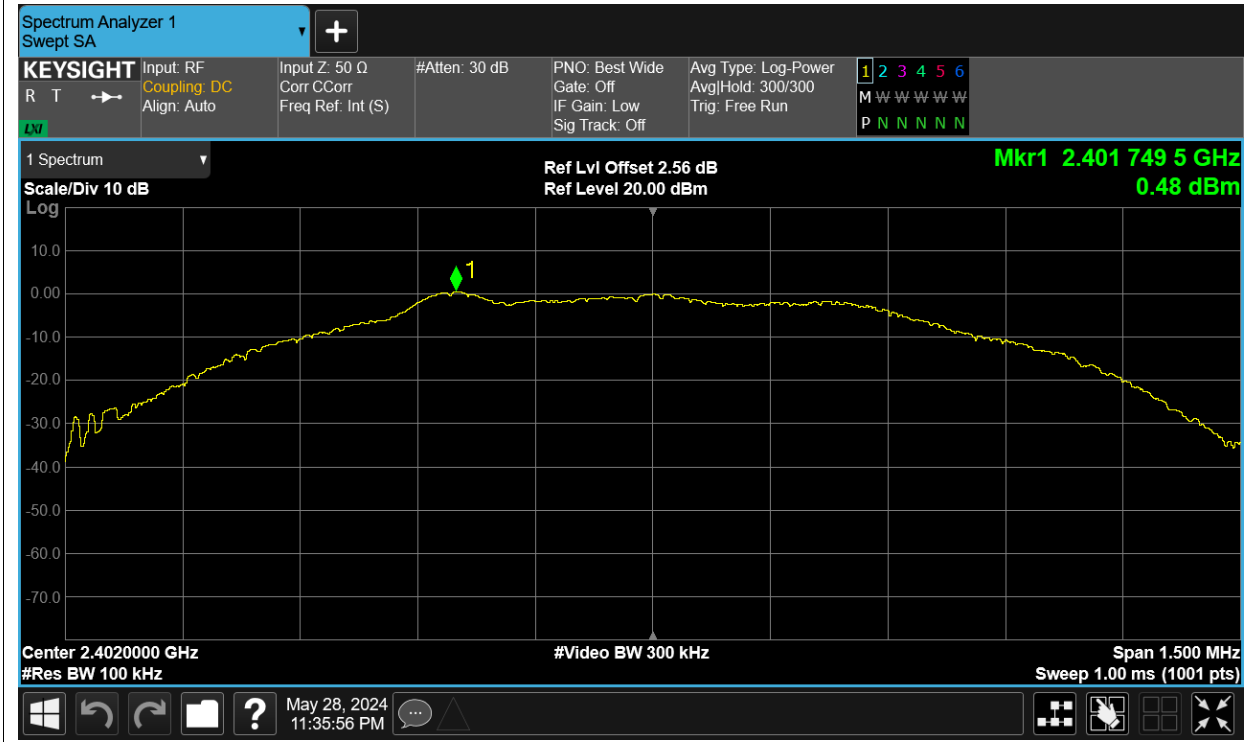 Spectrum Analyzer 1
Swept SA
+
KEYSIGHT
R T
LXI
Input: RF
Coupling: DC
Align: Auto
Input Z: 50 Ω
Corr CCorr
Freq Ref: Int (S)
#Atten: 30 dB
PNO: Best Wide
Gate: Off
IF Gain: Low
Sig Track: Off
Avg Type: Log-Power
Avg|Hold: 300/300
Trig: Free Run
1 2 3 4 5 6
M W W W W W
P N N N N N
1 Spectrum
Scale/Div 10 dB
Log
Ref Lvl Offset 2.56 dB
Ref Level 20.00 dBm
Mkr1 2.401 749 5 GHz
0.48 dBm
10.0
1
0.00
-10.0
-20.0
-30.0
-40.0
-50.0
-60.0
-70.0
Center 2.4020000 GHz
#Res BW 100 kHz
#Video BW 300 kHz
Span 1.500 MHz
Sweep 1.00 ms (1001 pts)
?
May 28, 2024
11:35:56 PM